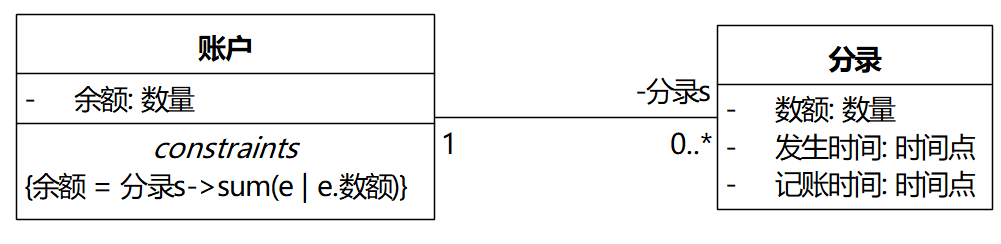 账户
- 余额: 数量
constraints
{余额 = 分录s->sum(e | e.数额)}
-分录s
1
0..*
分录
- 数额: 数量
- 发生时间: 时间点
- 记账时间: 时间点